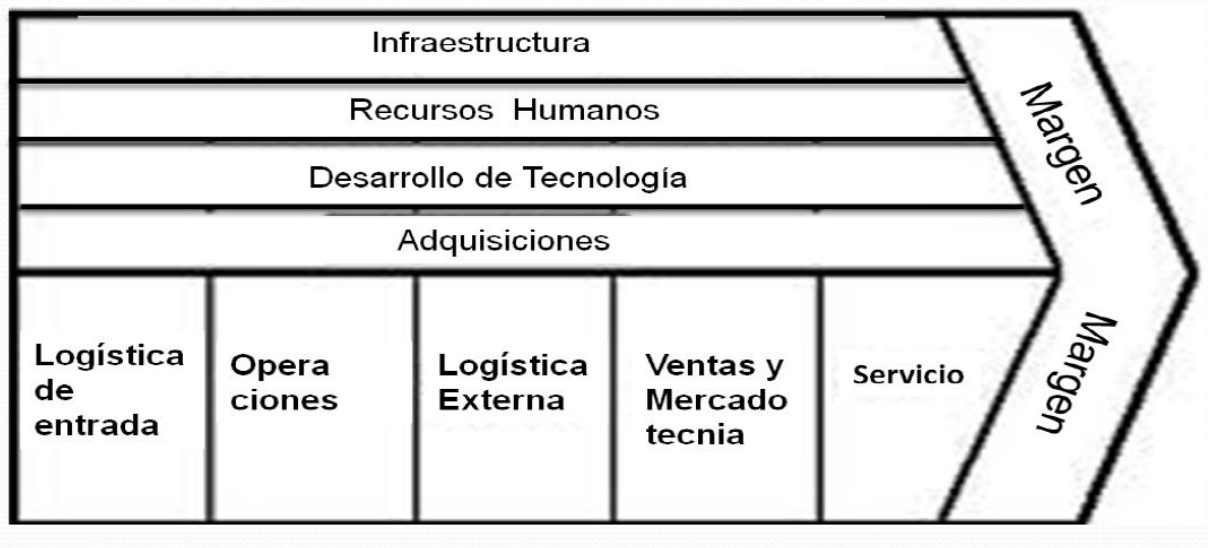 Infraestructura
Recursos Humanos
Desarrollo de Tecnología
Adquisiciones
Margen
Logística
de
entrada
Opera
ciones
Logística
Externa
Ventas y
Mercado
tecnia
Servicio
Margen